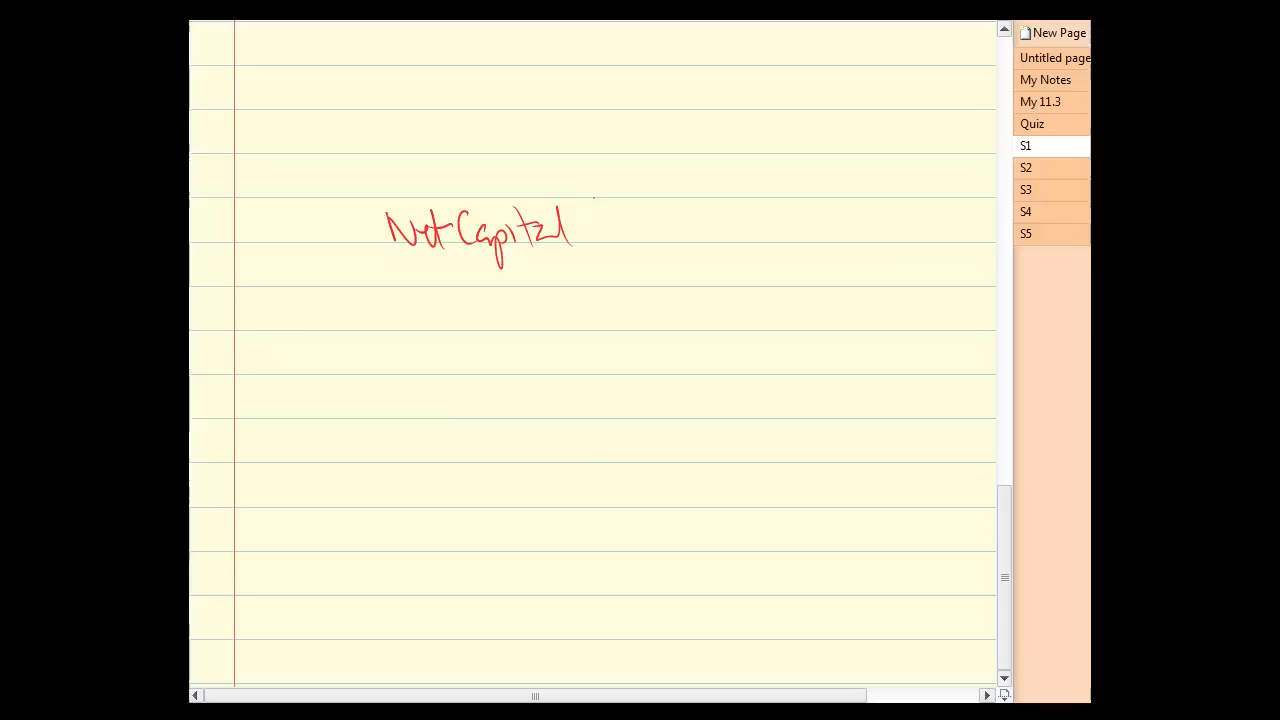 New Page
Untitled page
My Notes
My 11.3
Quiz
S1
S2
S3
S4
S5
Net Capital